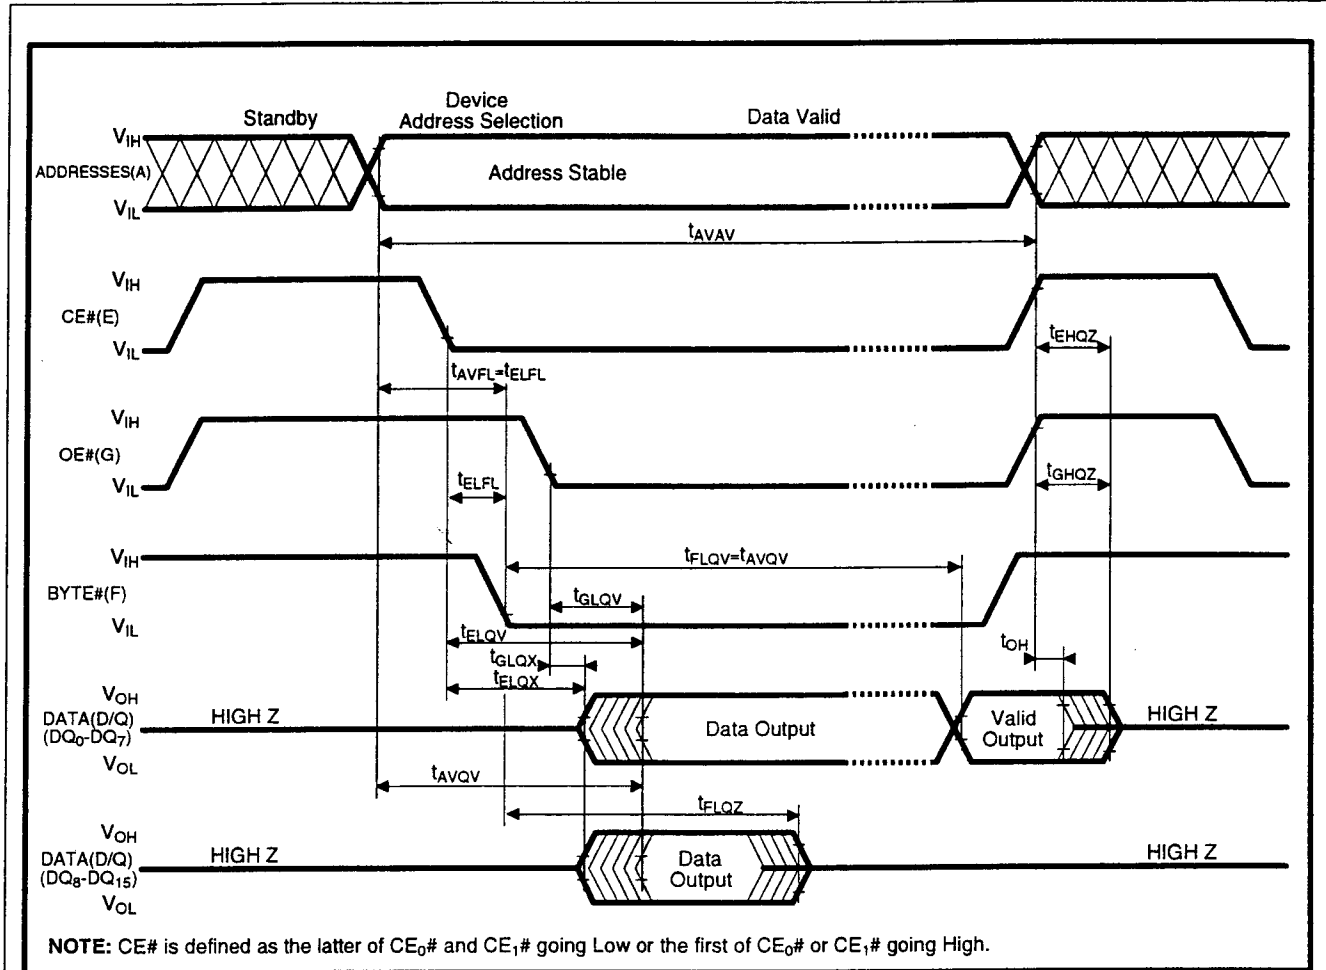 Standby
Device
Address Selection
Data Valid
VIH
ADDRESSES(A)
Address Stable
VIL
tAVAV
VIH
CE#(E)
VIL
tEHQZ
tAVFL=tELFL
VIH
OE#(G)
VIL
tELFL
tGHQZ
VIH
tFLQV=tAVQV
BYTE#(F)
tGLQV
VIL
tELQV
tOH
tGLQX
tELQX
VOH
DATA(D/Q)
(DQ0-DQ7)
HIGH Z
Data Output
Valid
Output
HIGH Z
VOL
tAVQV
tFLQZ
VOH
DATA(D/Q)
(DQ8-DQ15)
HIGH Z
Data
Output
HIGH Z
VOL
NOTE: CE# is defined as the latter of CE0# and CE1# going Low or the first of CE0# or CE1# going High.